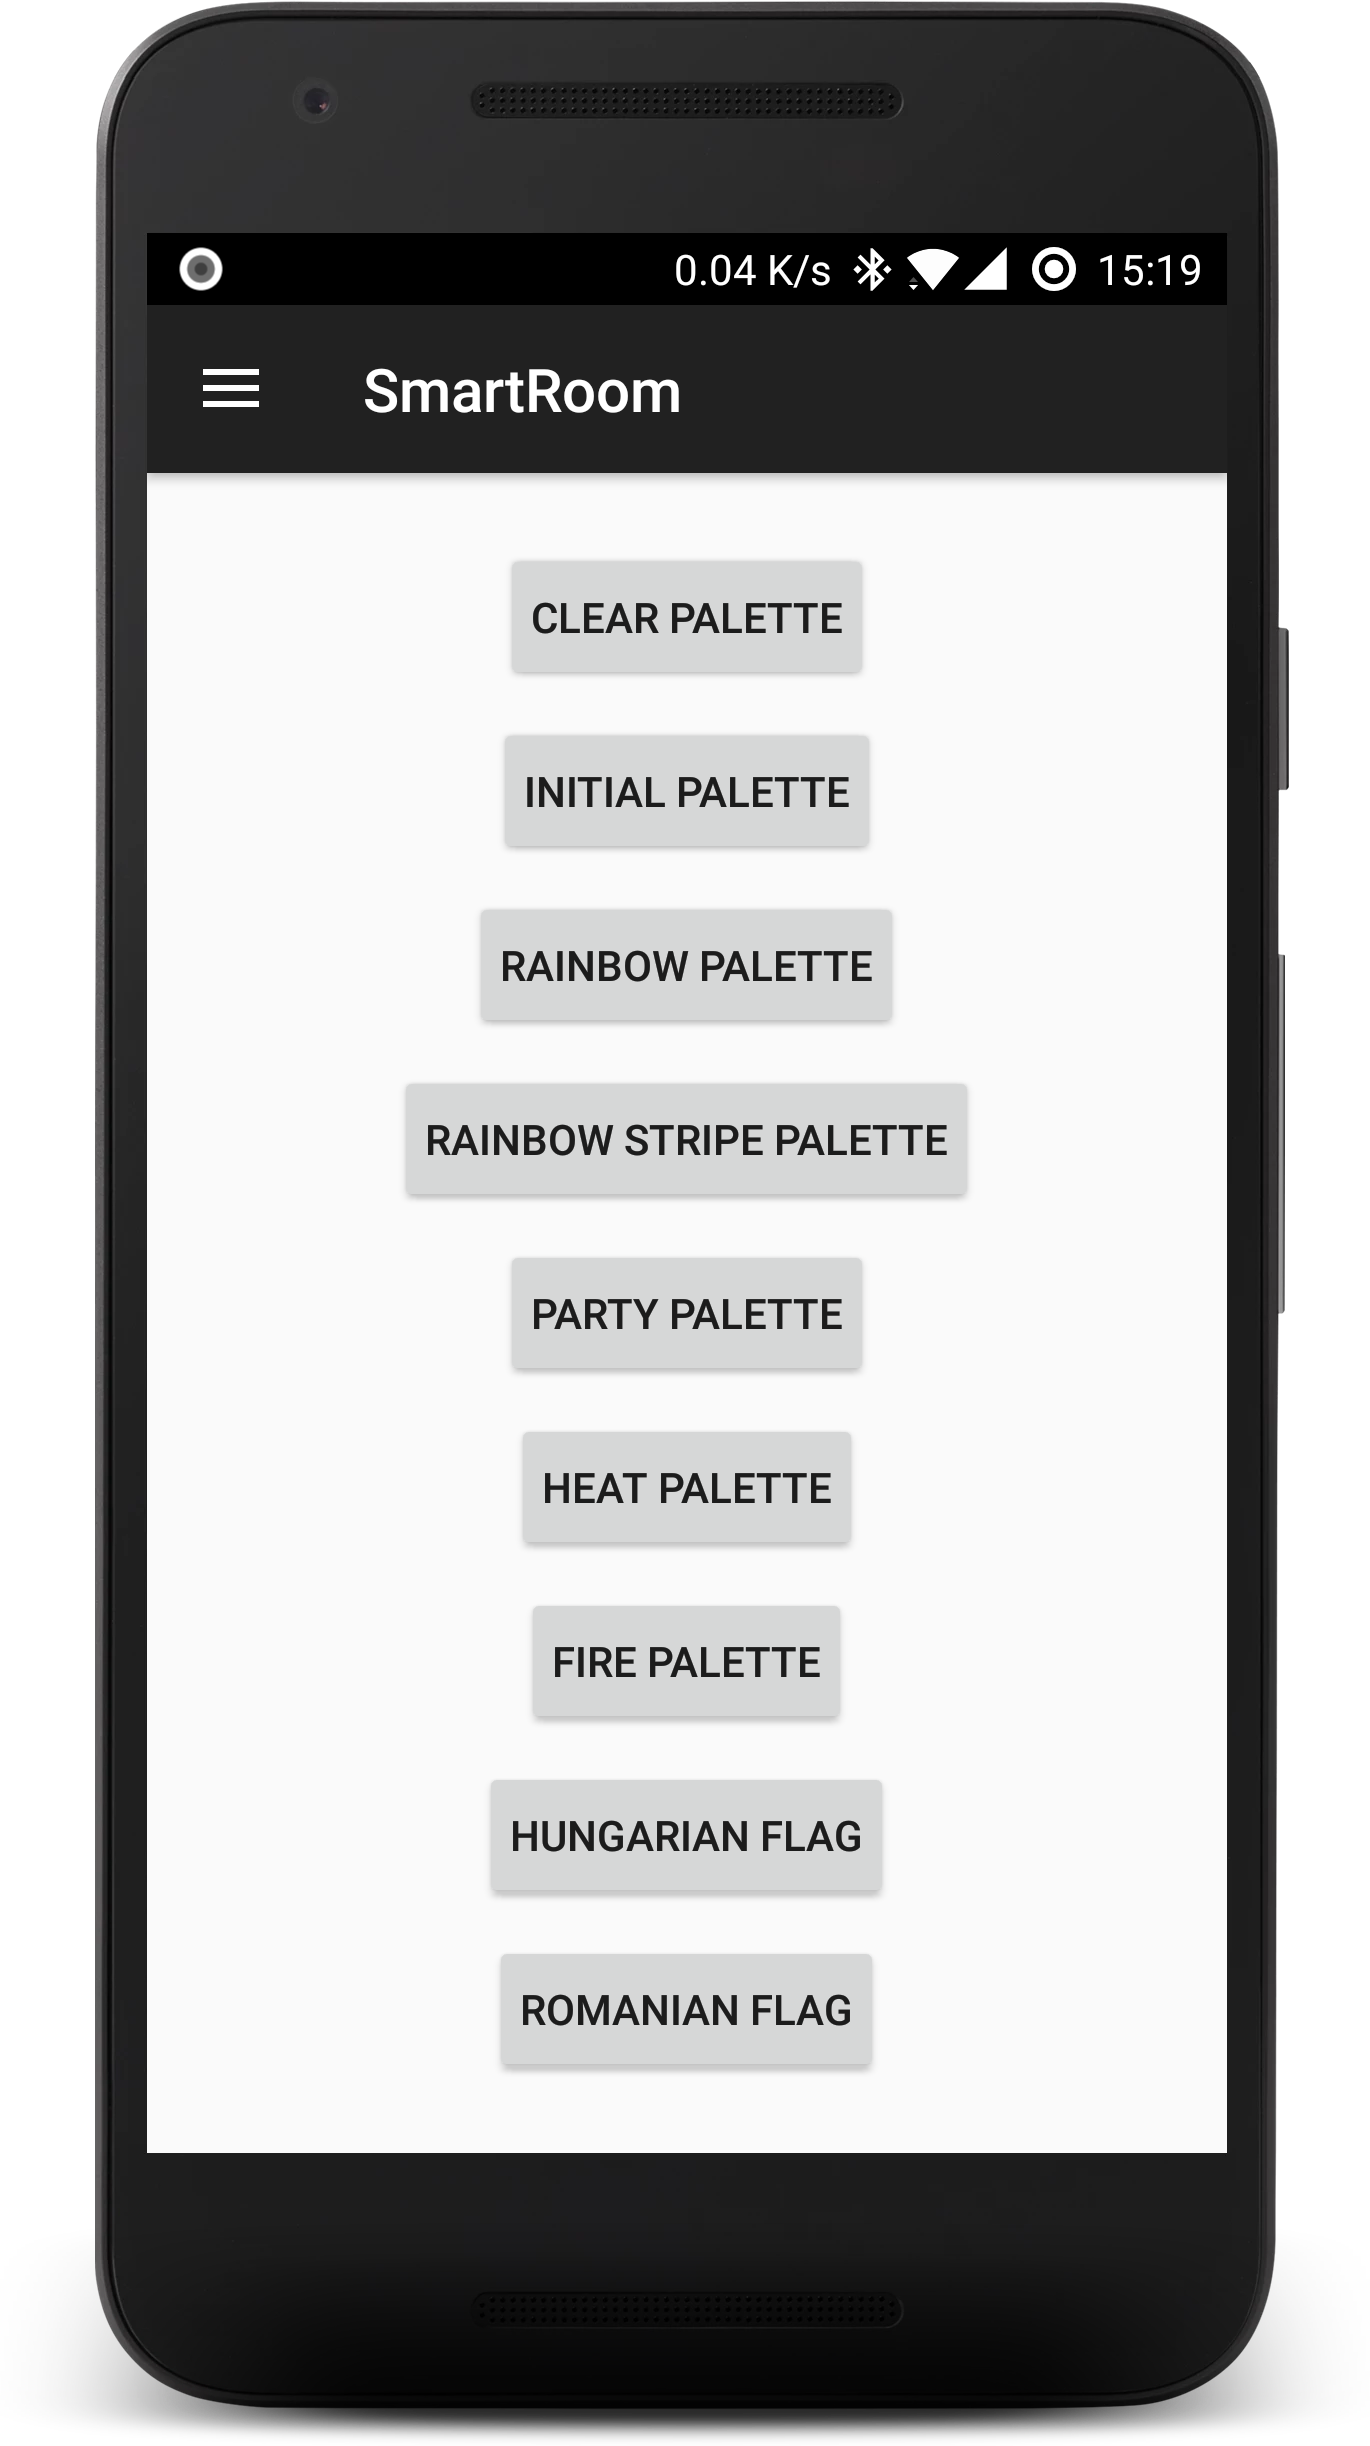 0.04 K/s 15:19
SmartRoom
CLEAR PALETTE
INITIAL PALETTE
RAINBOW PALETTE
RAINBOW STRIPE PALETTE
PARTY PALETTE
HEAT PALETTE
FIRE PALETTE
HUNGARIAN FLAG
ROMANIAN FLAG